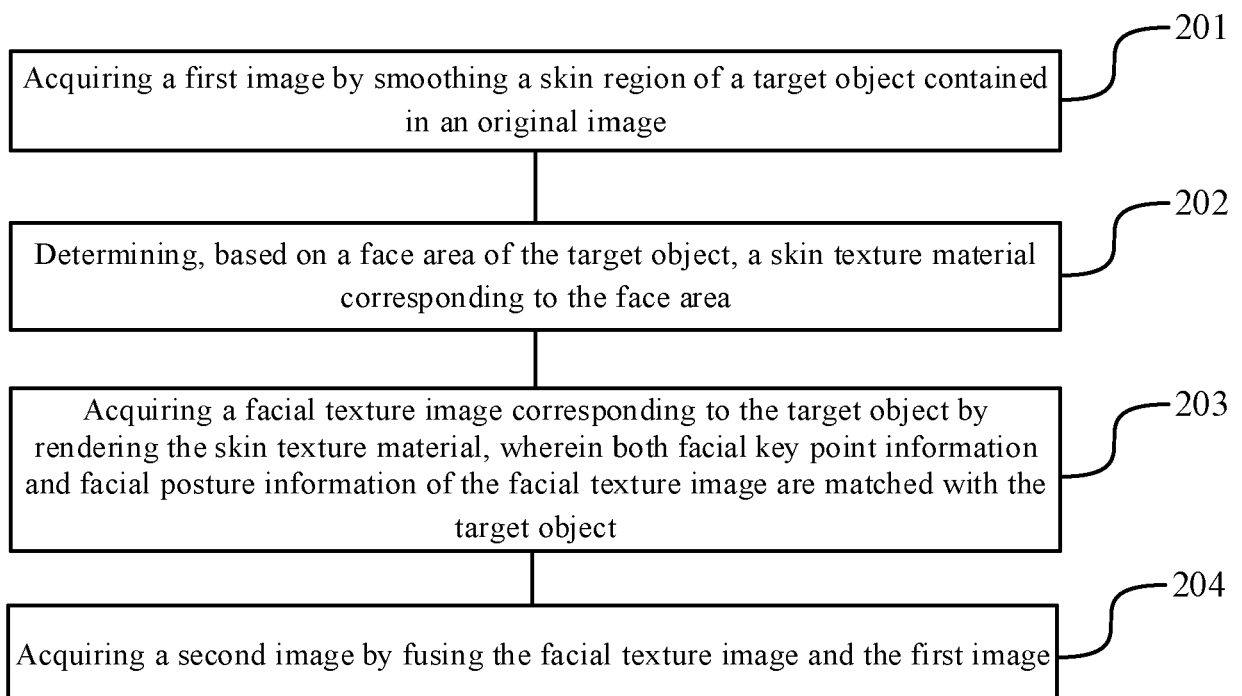 201
Acquiring a first image by smoothing a skin region of a target object contained
in an original image
202
Determining, based on a face area of the target object, a skin texture material
corresponding to the face area
203
Acquiring a facial texture image corresponding to the target object by
rendering the skin texture material, wherein both facial key point information
and facial posture information of the facial texture image are matched with the
target object
204
Acquiring a second image by fusing the facial texture image and the first image